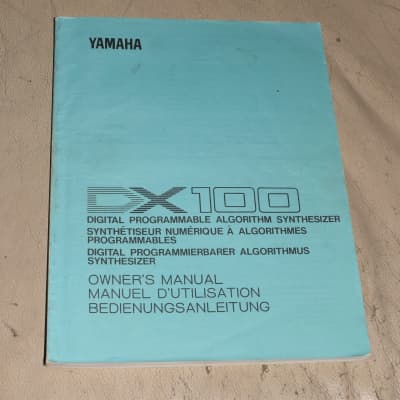 YAMAHA
DX100
DIGITAL PROGRAMMABLE ALGORITHM SYNTHESIZER
SYNTHÉTISEUR NUMÉRIQUE À ALGORITHMES
PROGRAMMABLES
DIGITAL PROGRAMMIERBARER ALGORITHMUS
SYNTHESIZER
OWNER'S MANUAL
MANUEL D'UTILISATION
BEDIENUNGSANLEITUNG